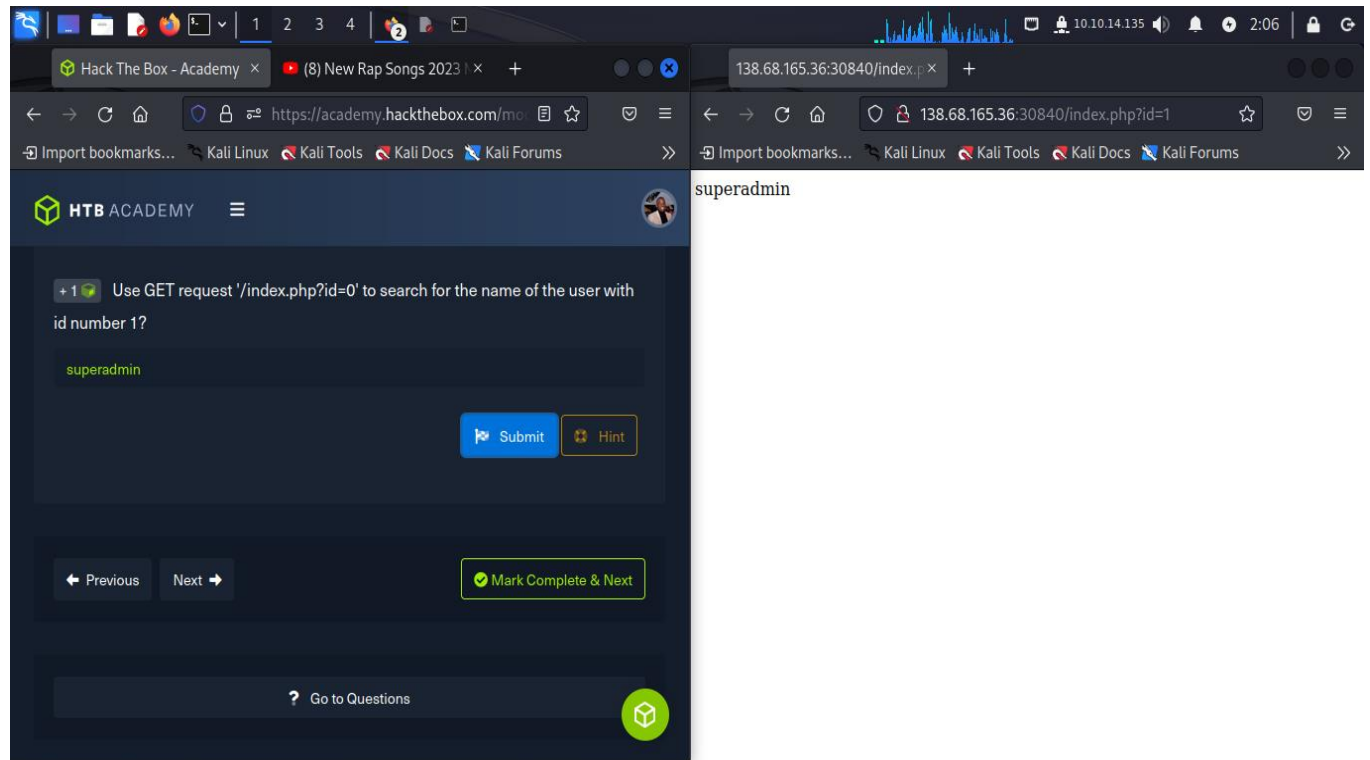 1 2 3 4 2 10.10.14.135 2:06
Hack The Box - Academy × (8) New Rap Songs 2023 × +
https://academy.hackthebox.com/mo
Import bookmarks... Kali Linux Kali Tools Kali Docs Kali Forums »
HTB ACADEMY
+ 1 Use GET request '/index.php?id=0' to search for the name of the user with
id number 1?
superadmin
Submit Hint
Previous Next Mark Complete & Next
? Go to Questions
138.68.165.36:30840/index.p × +
138.68.165.36:30840/index.php?id=1
Import bookmarks... Kali Linux Kali Tools Kali Docs Kali Forums »
superadmin